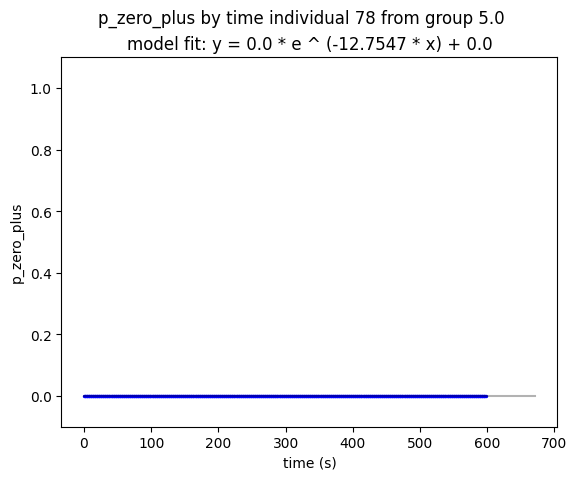 p_zero_plus by time individual 78 from group 5.0
model fit: y = 0.0 * e ^ (-12.7547 * x) + 0.0
1.0
0.8
0.6
0.4
0.2
0.0
p_zero_plus
0 100 200 300 400 500 600 700
time (s)